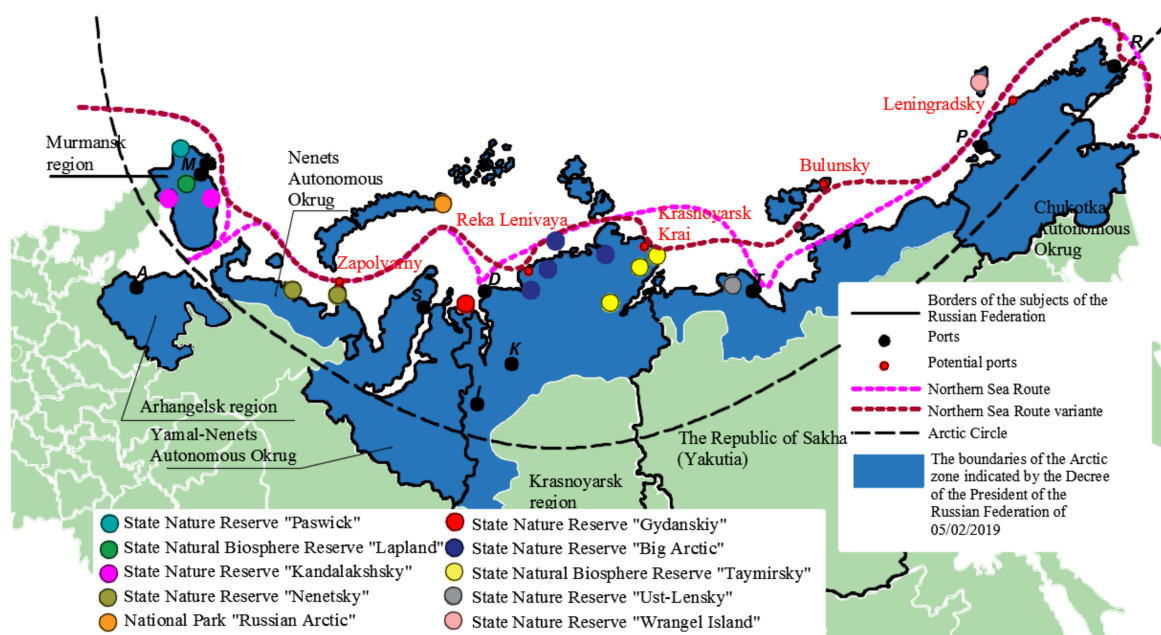 R
Leningradsky
P
Murmansk
region
M
Nenets
Autonomous
Okrug
Bulunsky
Reka Lenivaya
Krasnoyarsk
Krai
Chukotka
Autonomous
Okrug
Zapolyarny
A
S
D
T
K
I
Arhangelsk region
Yamal-Nenets
Autonomous Okrug
The Republic of Sakha
(Yakutia)
Krasnoyarsk
region
Borders of the subjects of the
Russian Federation
Ports
Potential ports
Northern Sea Route
Northern Sea Route variante
Arctic Circle
The boundaries of the Arctic
zone indicated by the Decree
of the President of the
Russian Federation of
05/02/2019
State Nature Reserve "Paswick"
State Natural Biosphere Reserve "Lapland"
State Nature Reserve "Kandalakshsky"
State Nature Reserve "Nenetsky"
National Park "Russian Arctic"
State Nature Reserve "Gydanskiy"
State Nature Reserve "Big Arctic"
State Natural Biosphere Reserve "Taymirsky"
State Nature Reserve "Ust-Lensky"
State Nature Reserve "Wrangel Island"